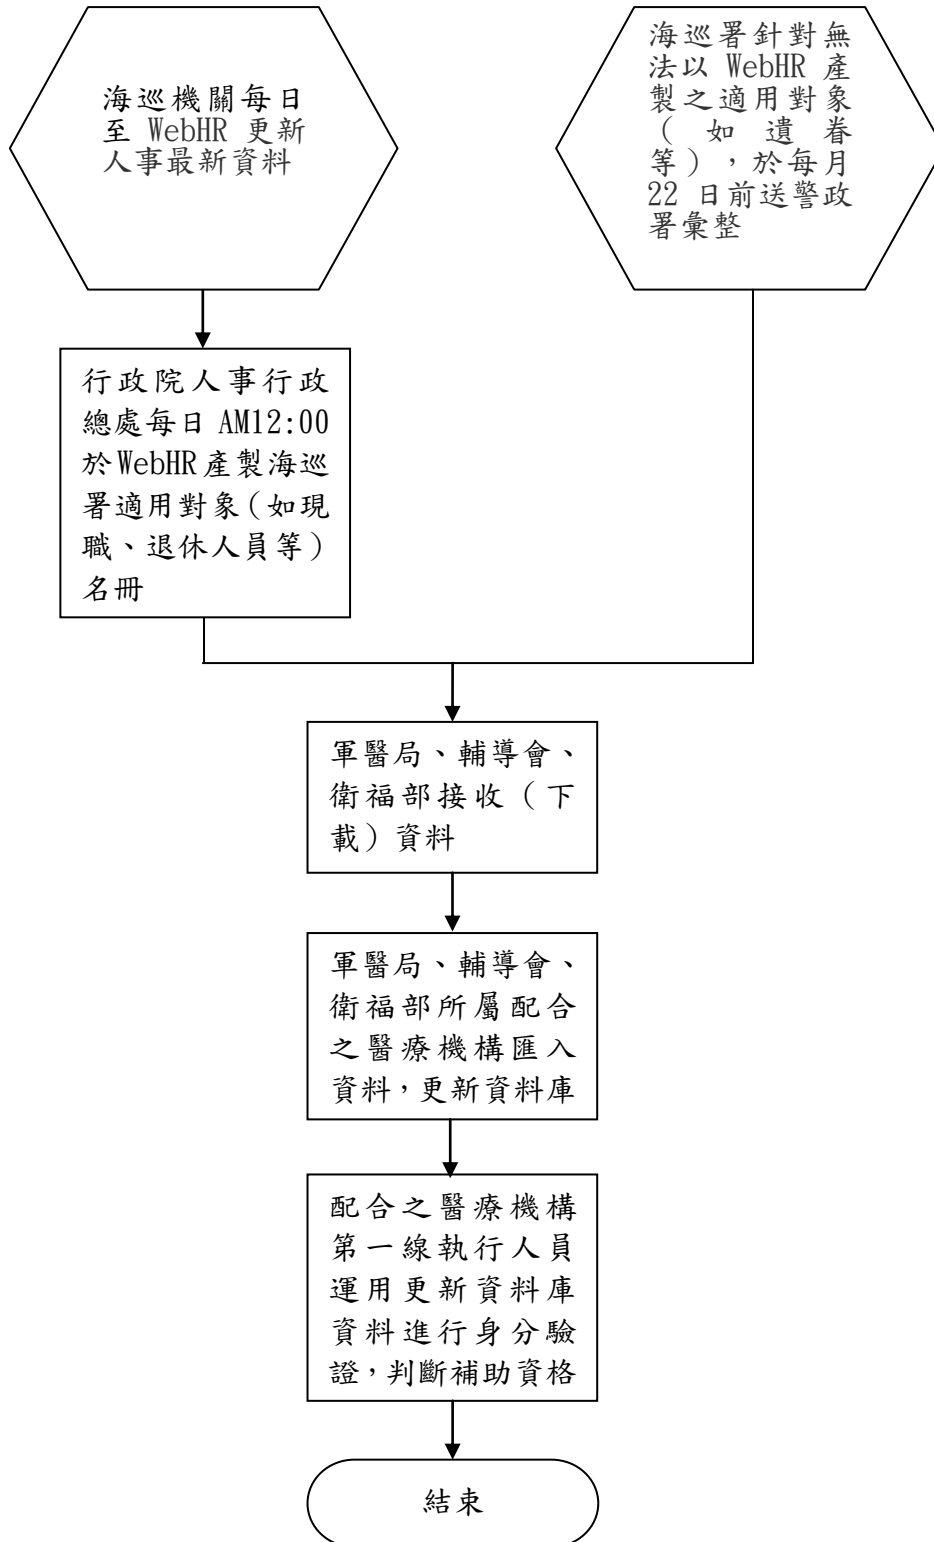 海巡機關每日
至 WebHR 更新
人事最新資料
海巡署針對無
法以 WebHR 產
製之適用對象
（如遺眷
等），於每月
22 日前送警政
署彙整
行政院人事行政
總處每日 AM12:00
於WebHR產製海巡
署適用對象（如現
職、退休人員等）
名冊
軍醫局、輔導會、
衛福部接收（下
載）資料
軍醫局、輔導會、
衛福部所屬配合
之醫療機構匯入
資料，更新資料庫
配合之醫療機構
第一線執行人員
運用更新資料庫
資料進行身分驗
證，判斷補助資格
結束